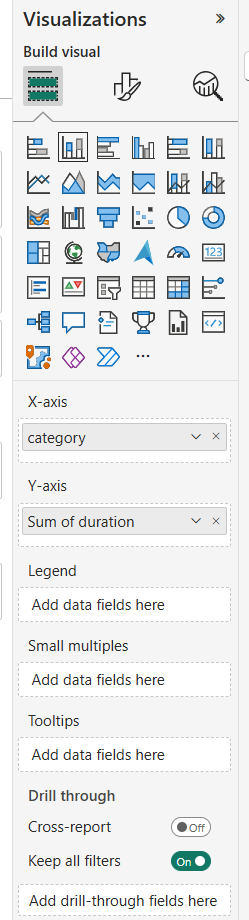 Visualizations
Build visual
123
X-axis
category
Y-axis
Sum of duration
Legend
Add data fields here
Small multiples
Add data fields here
Tooltips
Add data fields here
Drill through
Cross-report
Off
Keep all filters
On
Add drill-through fields here